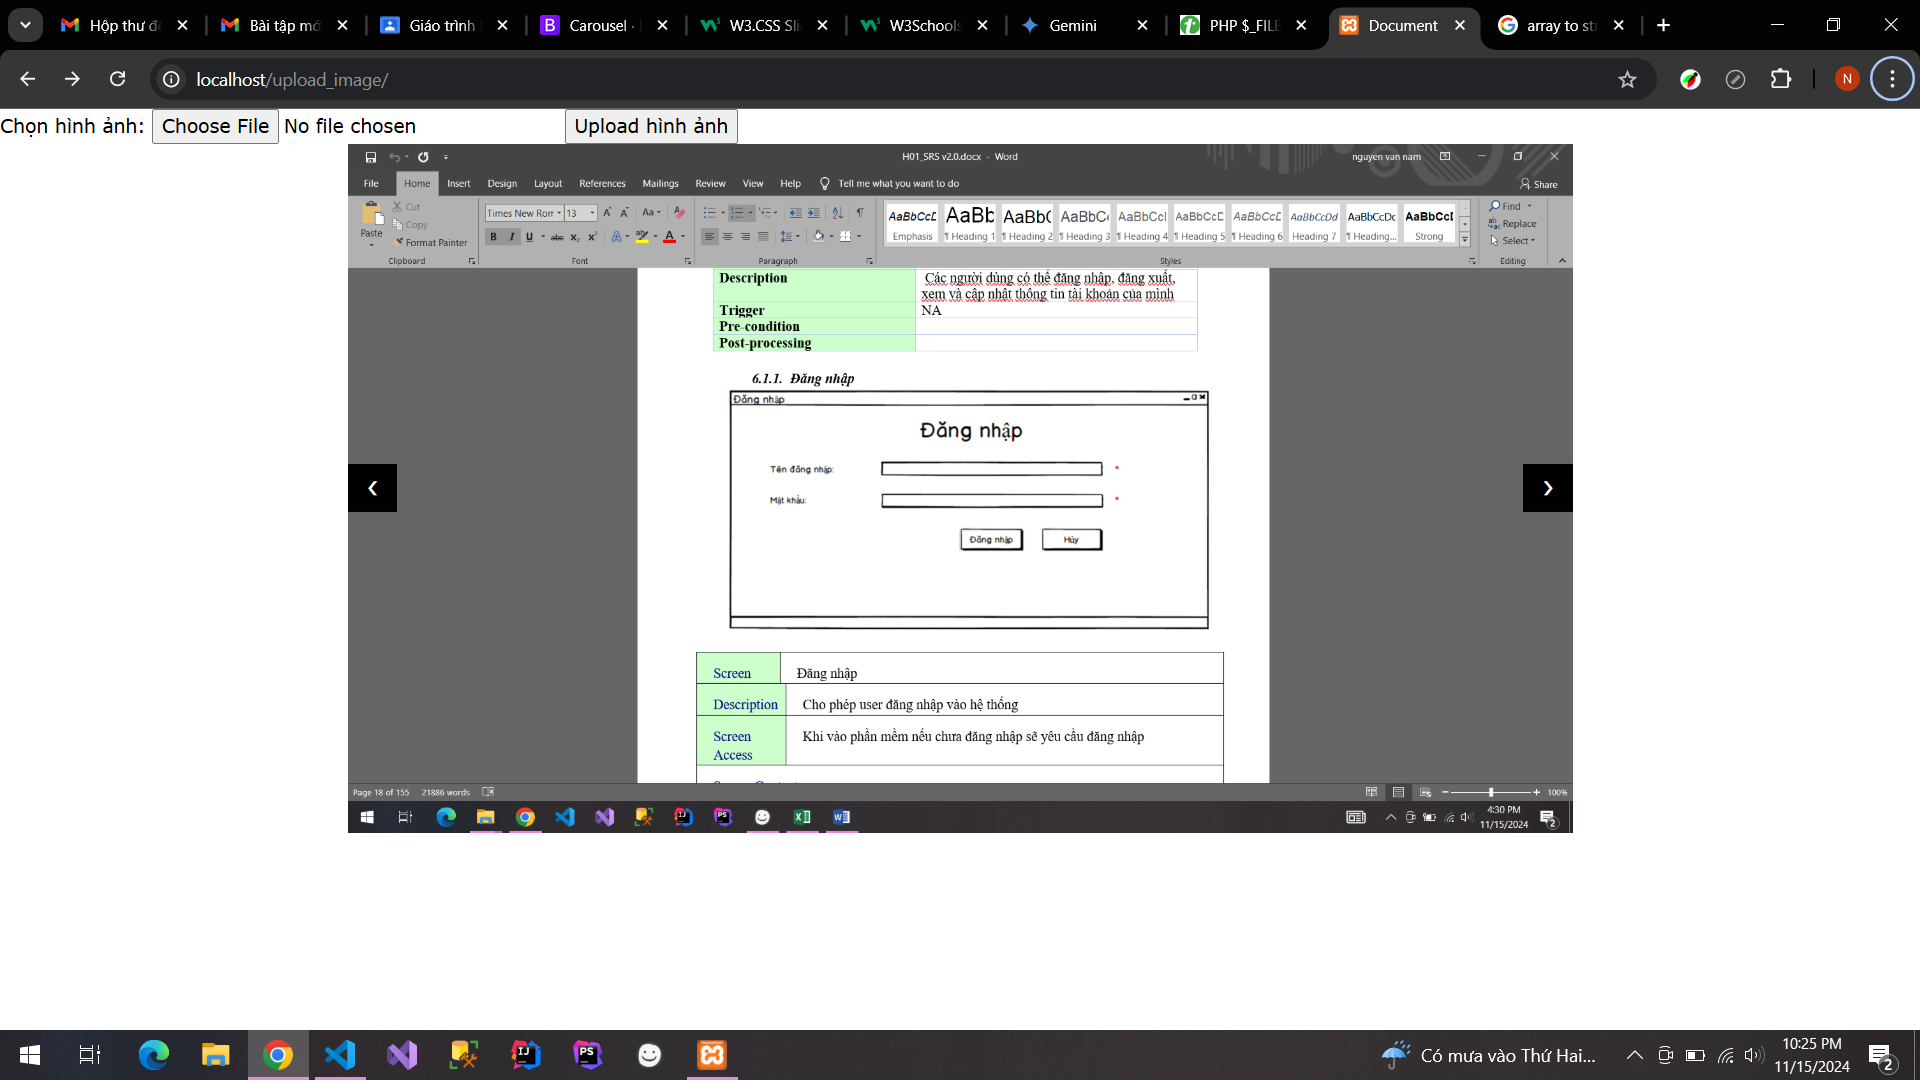 Hộp thư đế
Bài tập mớ
Giáo trình
Carousel ·
W3.CSS Sli
W3Schools
Gemini
PHP $_FILE
Document
array to str
localhost/upload_image/
N
Chọn hình ảnh: Choose File No file chosen Upload hình ảnh
H01_SRS v2.0.docx - Word
nguyen van nam
File Home Insert Design Layout References Mailings Review View Help Tell me what you want to do Share
Paste
Cut
Copy
Format Painter
Clipboard
Times New Rom 13
Font
Paragraph
AaBbCcL AaBb AaBb( AaBbC AaBbCcI AaBbCcL AaBbCcL AaBbCcDd AaBbCcDc AaBbCcI
Emphasis ¶ Heading 1 ¶ Heading 2 ¶ Heading 3 ¶ Heading 4 ¶ Heading 5 ¶ Heading 6 Heading 7 ¶ Heading... Strong
Styles
Find
Replace
Select
Editing
Description Các người dùng có thể đăng nhập, đăng xuất,
xem và cập nhật thông tin tài khoản của mình
Trigger NA
Pre-condition
Post-processing
6.1.1. Đăng nhập
Đăng nhập
Đăng nhập
Tên đăng nhập: *
Mật khẩu: *
Đăng nhập Hủy
Screen Đăng nhập
Description Cho phép user đăng nhập vào hệ thống
Screen Access Khi vào phần mềm nếu chưa đăng nhập sẽ yêu cầu đăng nhập
Page 18 of 155 21886 words
100%
4:30 PM
11/15/2024
2
Có mưa vào Thứ Hai...
10:25 PM
11/15/2024
2